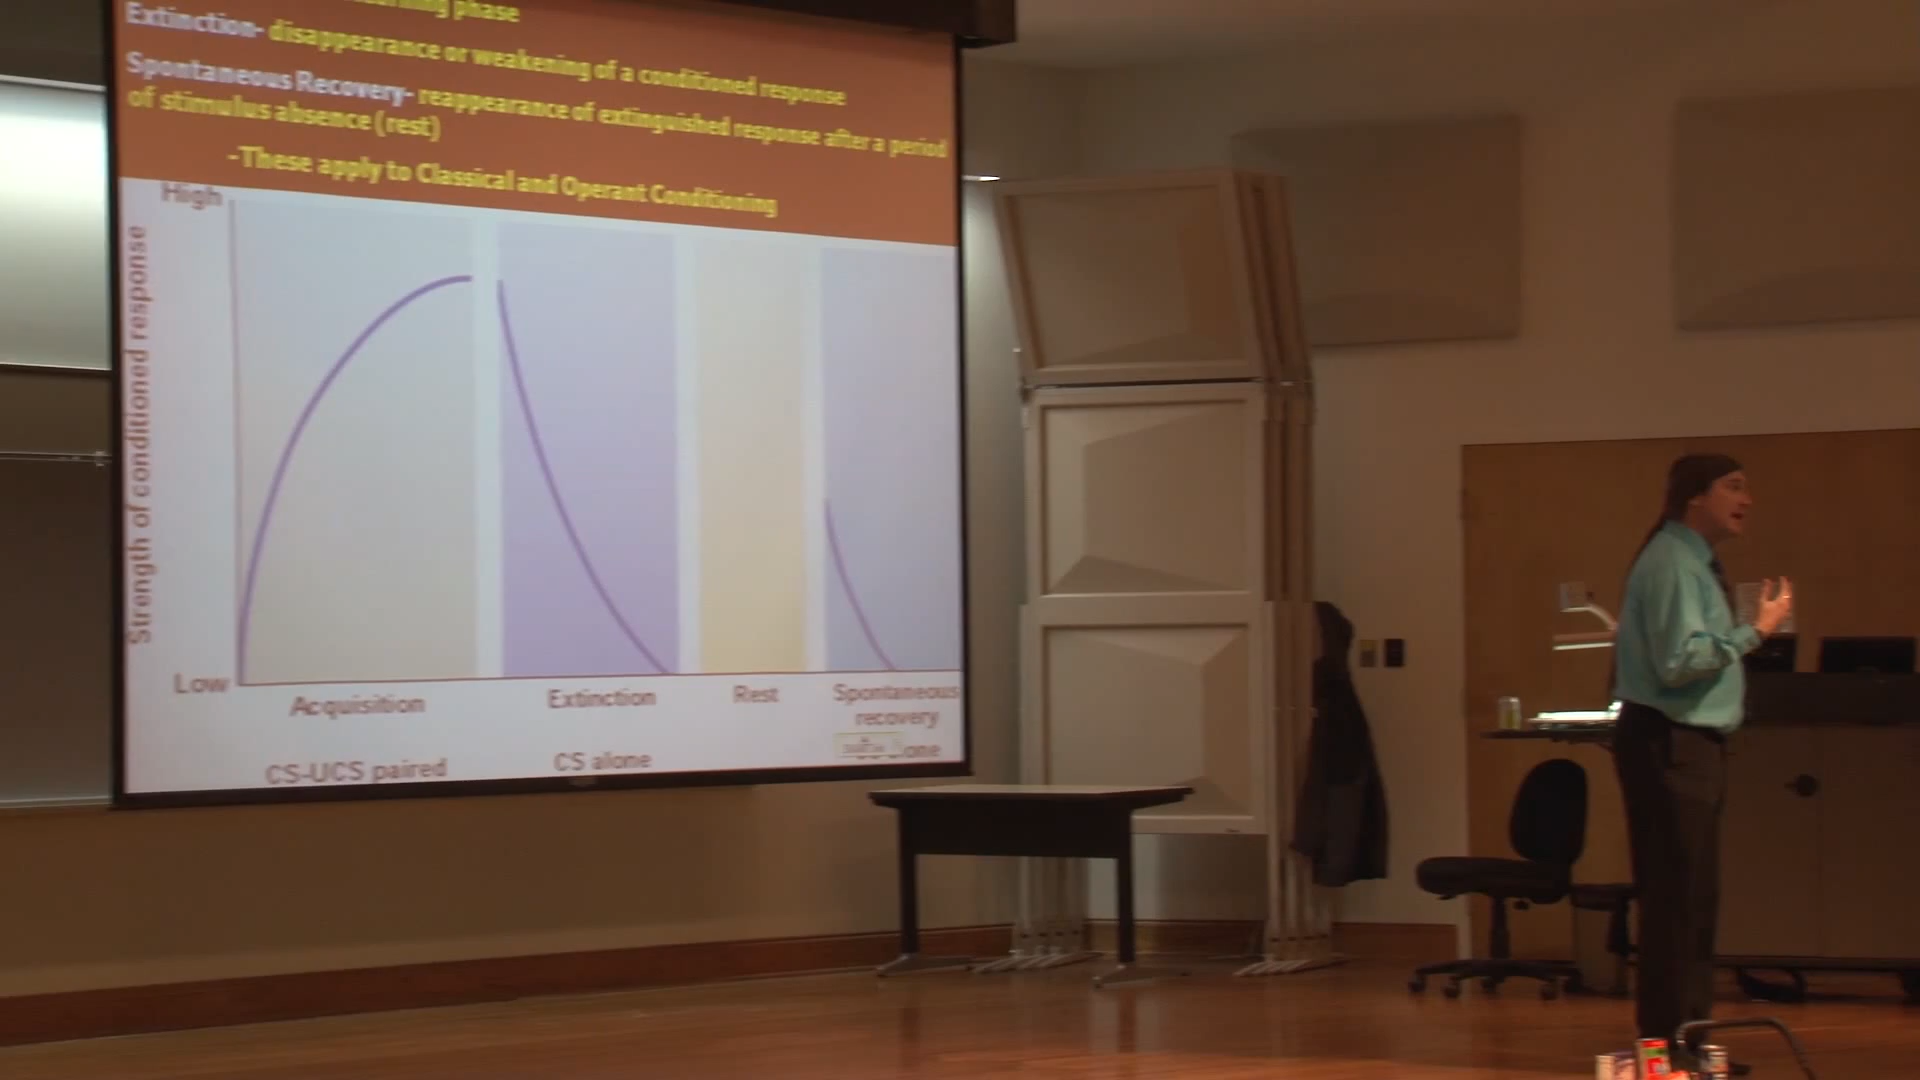 phase
Extinction- disappearance or weakening of a conditioned response
Spontaneous Recovery- reappearance of extinguished response after a period
of stimulus absence (rest)
-These apply to Classical and Operant Conditioning
High
Strength of conditioned response
Low
Acquisition
Extinction
Rest
Spontaneous
recovery
CS-UCS paired
CS alone